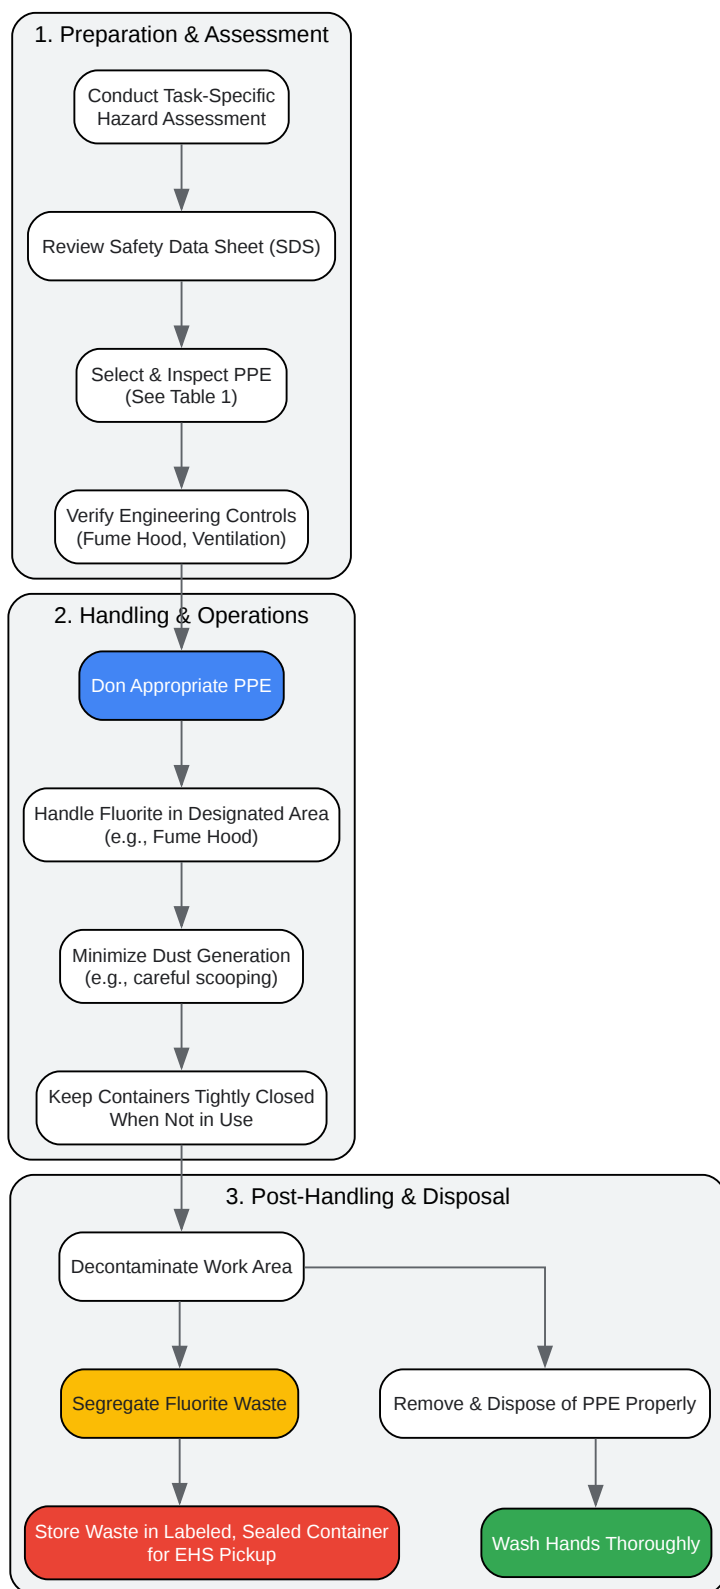 1. Preparation & Assessment
Conduct Task-Specific
Hazard Assessment
Review Safety Data Sheet (SDS)
Select & Inspect PPE
(See Table 1)
Verify Engineering Controls
(Fume Hood, Ventilation)
2. Handling & Operations
Don Appropriate PPE
Handle Fluorite in Designated Area
(e.g., Fume Hood)
Minimize Dust Generation
(e.g., careful scooping)
Keep Containers Tightly Closed
When Not in Use
3. Post-Handling & Disposal
Decontaminate Work Area
Segregate Fluorite Waste
Remove & Dispose of PPE Properly
Store Waste in Labeled, Sealed Container
for EHS Pickup
Wash Hands Thoroughly